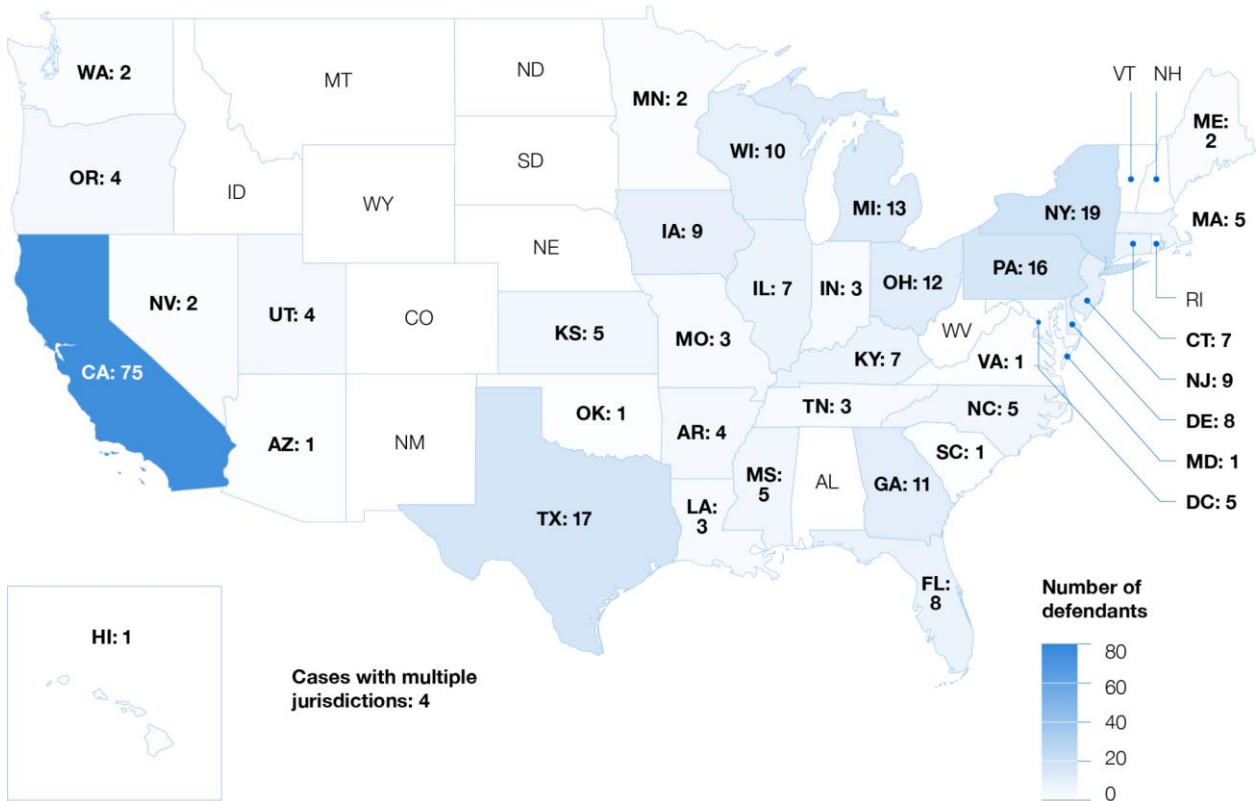 WA: 2
MT
ND
MN: 2
VT
NH
ME:
2
OR: 4
ID
WY
SD
WI: 10
MI: 13
NY: 19
MA: 5
NE
IA: 9
PA: 16
NV: 2
UT: 4
CO
KS: 5
MO: 3
IL: 7
IN: 3
OH: 12
WV
VA: 1
KY: 7
RI
CT: 7
CA: 75
NJ: 9
AZ: 1
NM
OK: 1
AR: 4
TN: 3
NC: 5
DE: 8
SC: 1
MD: 1
TX: 17
LA:
3
MS:
5
AL
GA: 11
DC: 5
FL:
8
HI: 1
Cases with multiple
jurisdictions: 4
Number of
defendants
80
60
40
20
0